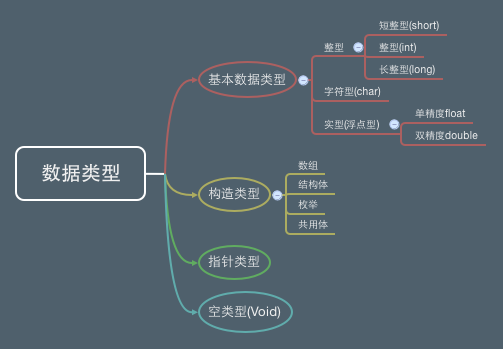 数据类型
基本数据类型
整型
短整型(short)
整型(int)
长整型(long)
字符型(char)
实型(浮点型)
单精度float
双精度double
构造类型
数组
结构体
枚举
共用体
指针类型
空类型(Void)